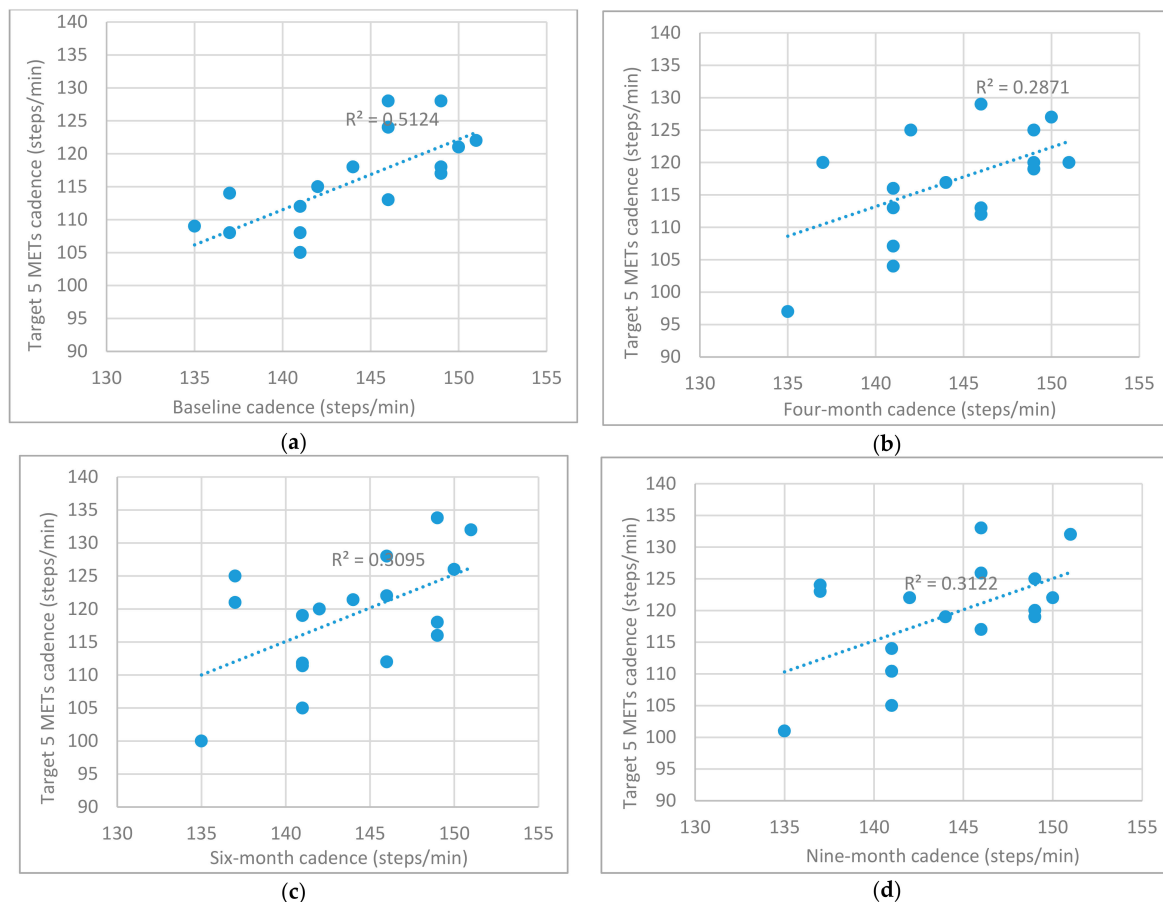 140
135
130
125
120
115
110
105
100
95
90
Target 5 METs cadence (steps/min)
R² = 0.5124
130 135 140 145 150 155
Baseline cadence (steps/min)
(a)
140
135
130
125
120
115
110
105
100
95
90
Target 5 METs cadence (steps/min)
R² = 0.2871
130 135 140 145 150 155
Four-month cadence (steps/min)
(b)
140
135
130
125
120
115
110
105
100
95
90
Target 5 METs cadence (steps/min)
R² = 0.3095
130 135 140 145 150 155
Six-month cadence (steps/min)
(c)
140
135
130
125
120
115
110
105
100
95
90
Target 5 METs cadence (steps/min)
R² = 0.3122
130 135 140 145 150 155
Nine-month cadence (steps/min)
(d)